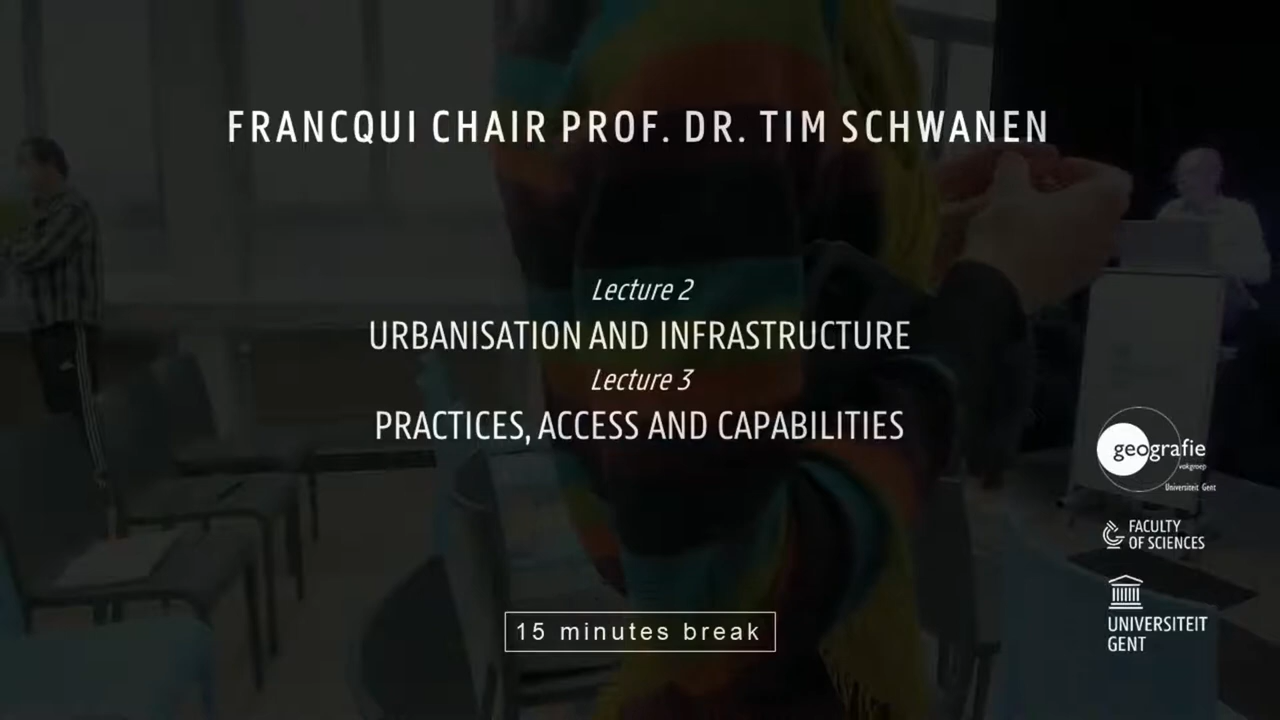 FRANCQUI CHAIR PROF. DR. TIM SCHWANEN
Lecture 2
URBANISATION AND INFRASTRUCTURE
Lecture 3
PRACTICES, ACCESS AND CAPABILITIES
geografie
vakgroep
Universiteit Gent
FACULTY
OF SCIENCES
15 minutes break
UNIVERSITEIT
GENT